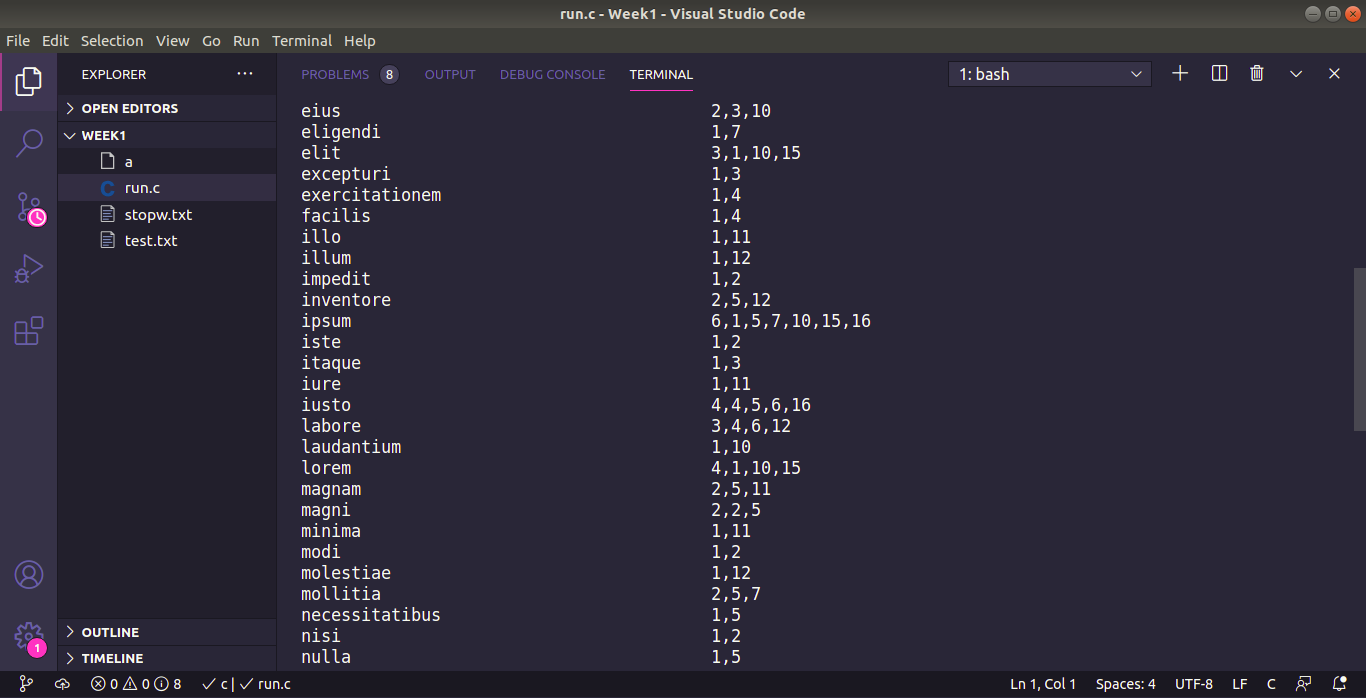 run.c - Week1 - Visual Studio Code
File Edit Selection View Go Run Terminal Help
EXPLORER
OPEN EDITORS
WEEK1
a
C run.c
stopw.txt
test.txt
OUTLINE
TIMELINE
1
PROBLEMS 8 OUTPUT DEBUG CONSOLE TERMINAL 1: bash
eius 2,3,10
eligendi 1,7
elit 3,1,10,15
excepturi 1,3
exercitationem 1,4
facilis 1,4
illo 1,11
illum 1,12
impedit 1,2
inventore 2,5,12
ipsum 6,1,5,7,10,15,16
iste 1,2
itaque 1,3
iure 1,11
iusto 4,4,5,6,16
labore 3,4,6,12
laudantium 1,10
lorem 4,1,10,15
magnam 2,5,11
magni 2,2,5
minima 1,11
modi 1,2
molestiae 1,12
mollitia 2,5,7
necessitatibus 1,5
nisi 1,2
nulla 1,5
0 0 8 c | run.c Ln 1, Col 1 Spaces: 4 UTF-8 LF C